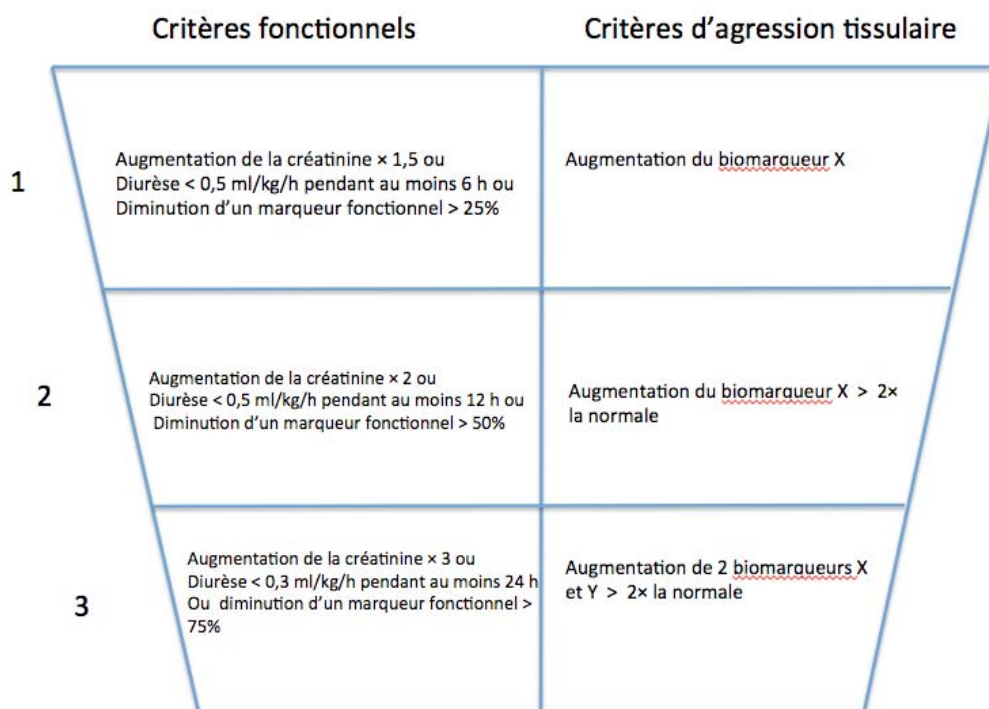 Critères fonctionnels
Critères d'agression tissulaire
1
Augmentation de la créatinine × 1,5 ou
Diurèse < 0,5 ml/kg/h pendant au moins 6 h ou
Diminution d'un marqueur fonctionnel > 25%
Augmentation du biomarqueur X
2
Augmentation de la créatinine × 2 ou
Diurèse < 0,5 ml/kg/h pendant au moins 12 h ou
Diminution d'un marqueur fonctionnel > 50%
Augmentation du biomarqueur X > 2×
la normale
3
Augmentation de la créatinine × 3 ou
Diurèse < 0,3 ml/kg/h pendant au moins 24 h
Ou diminution d'un marqueur fonctionnel >
75%
Augmentation de 2 biomarqueurs X
et Y > 2× la normale